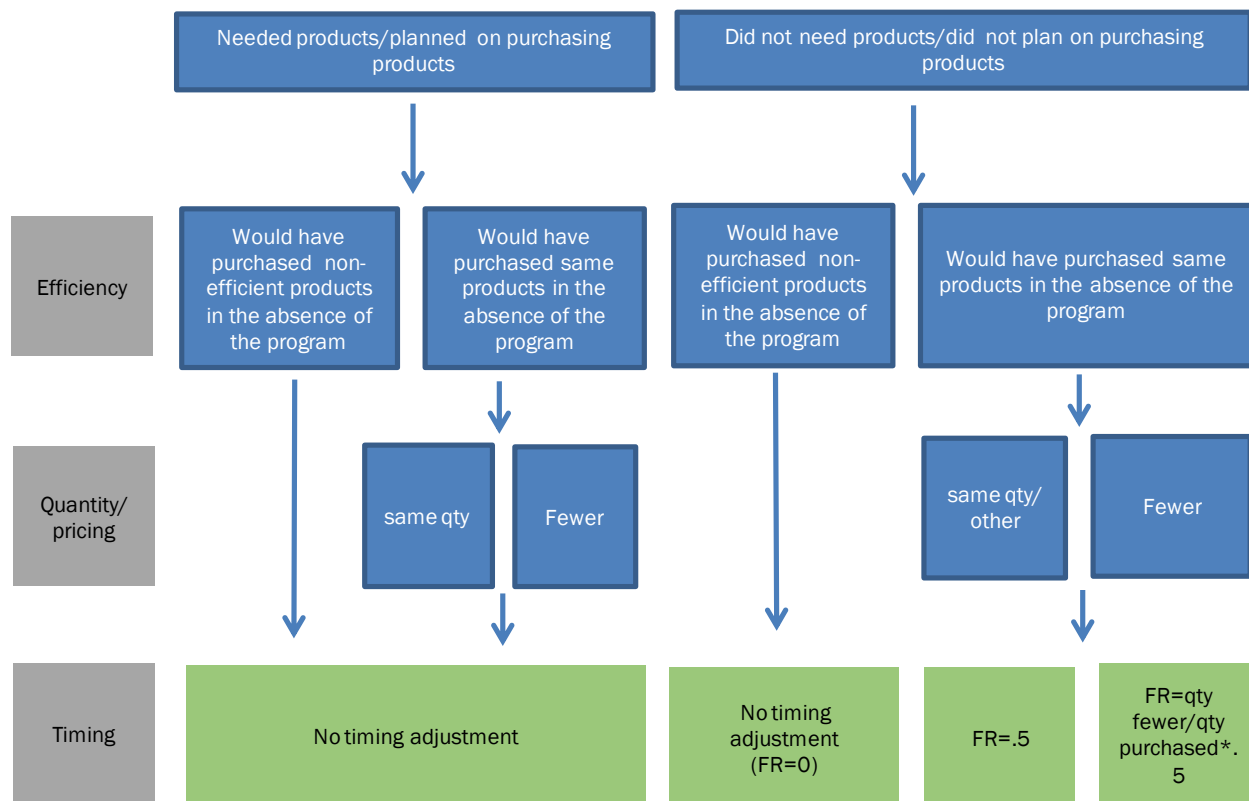 Needed products/planned on purchasing
products
Did not need products/did not plan on purchasing
products
Efficiency
Would have
purchased non-
efficient products
in the absence of
the program
Would have
purchased same
products in the
absence of the
program
Would have
purchased non-
efficient products
in the absence of
the program
Would have purchased same
products in the absence of the
program
Quantity/
pricing
same qty
Fewer
same qty/
other
Fewer
Timing
No timing adjustment
No timing
adjustment
(FR=0)
FR=.5
FR=qty
fewer/qty
purchased*.
5